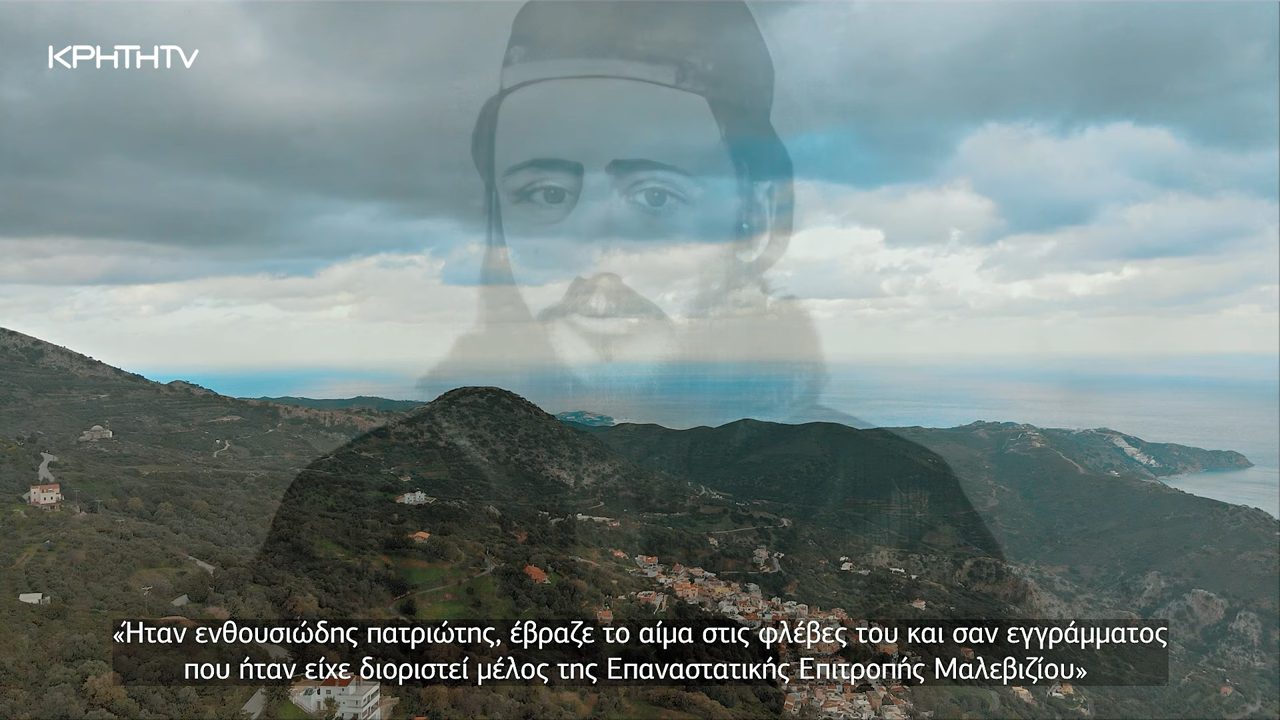 ΚΡΗΤΗTV
«Ήταν ενθουσιώδης πατριώτης, έβραζε το αίμα στις φλέβες του και σαν εγγράμματος
που ήταν είχε διοριστεί μέλος της Επαναστατικής Επιτροπής Μαλεβιζίου»